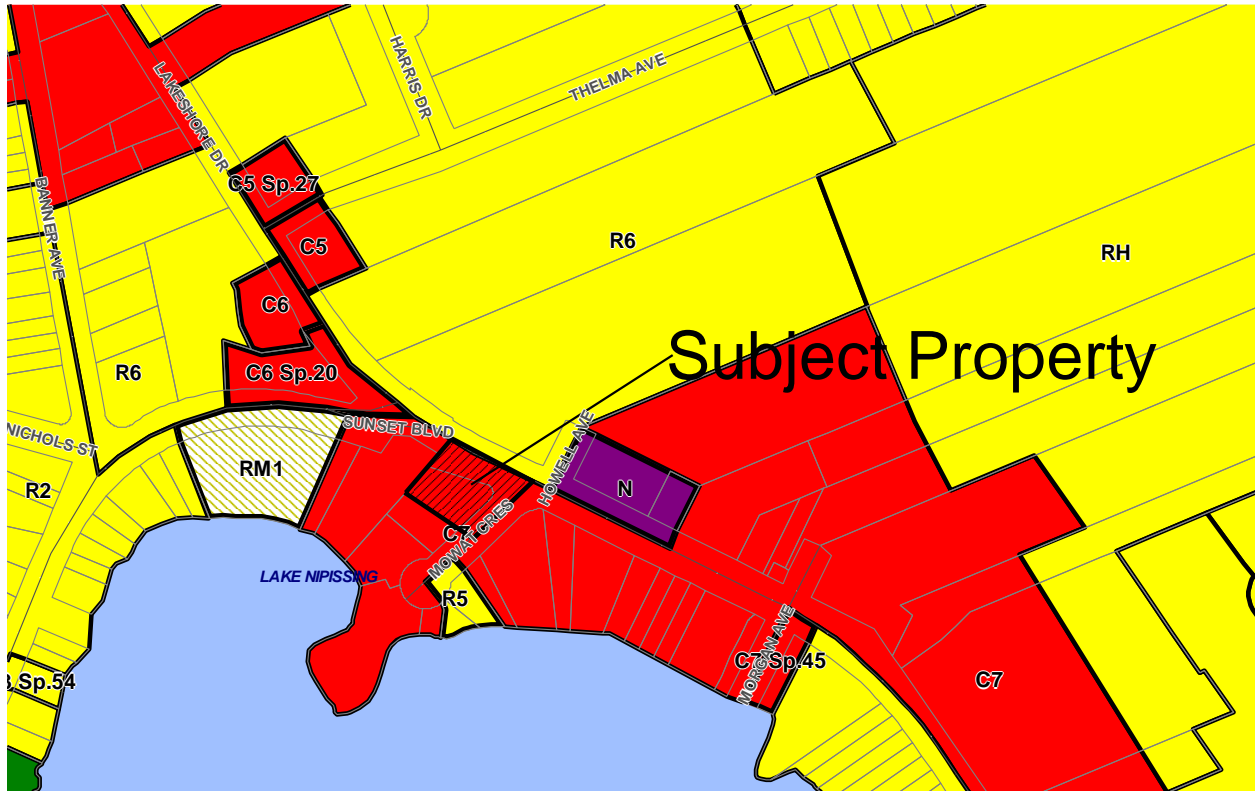 HARRIS DR
THELMA AVE
LAKESHORE DR
C5 Sp.27
BANNER AVE
C5
R6
RH
C6
Subject Property
C6 Sp.20
R6
SUNSET BLVD
NICHOLS ST
RM1
HOWELL AVE
R2
N
C7
MOWAT CRES
LAKE NIPISSING
R5
MORGAN AVE
C7 Sp.45
C7
Sp.54